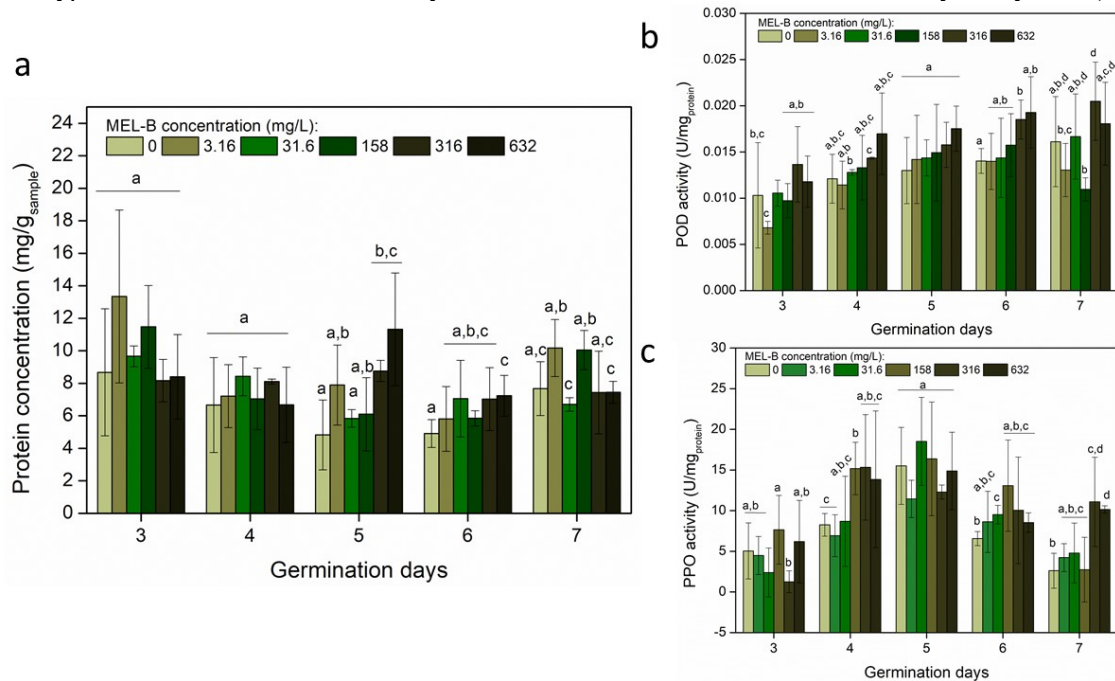 a
MEL-B concentration (mg/L):
0 3.16 31.6 158 316 632
24
22
20
18
16
14
12
10
8
6
4
2
0
Protein concentration (mg/g sample)
a
a
a a,b a a,b b,c
a a,b,c c
a,c a,b c a,b c c
3 4 5 6 7
Germination days
b
MEL-B concentration (mg/L):
0 3.16 31.6 158 316 632
0.030
0.025
0.020
0.015
0.010
0.005
0.000
POD activity (U/mg protein)
b,c c a,b
a,b,c a,b b a,b,c c a,b,c
a
a a,b b a,b
a,b,d b,c a,b,d b,c d a,c,d
3 4 5 6 7
Germination days
c
MEL-B concentration (mg/L):
0 3.16 31.6 158 316 632
30
25
20
15
10
5
0
-5
PPO activity (U/mg protein)
a,b a b a,b
c a,b,c b a,b,c
a
b a,b,c c a,b,c b
b a,b,c c,d d
3 4 5 6 7
Germination days